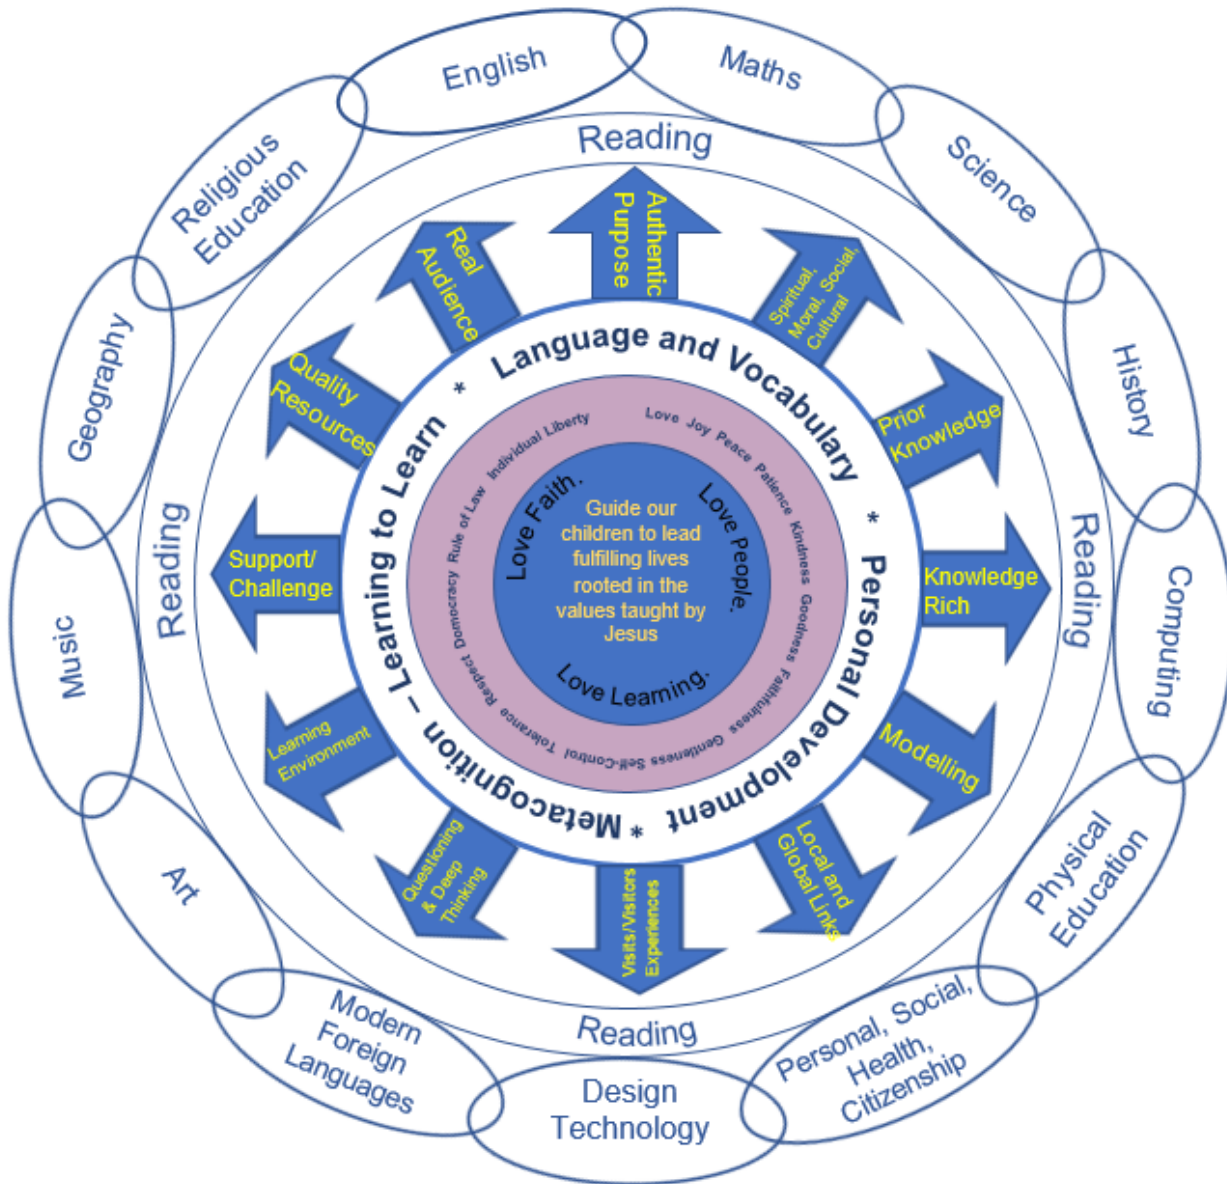 English
Maths
Science
History
Computing
Physical
Education
Personal, Social,
Health,
Citizenship
Design
Technology
Modern
Foreign
Languages
Art
Music
Geography
Religious
Education
Reading
Reading
Reading
Reading
Authentic
Purpose
Spiritual,
Moral, Social,
Cultural
Prior
Knowledge
Knowledge
Rich
Modelling
Local and
Global Links
Visits/Visitors
Experiences
Questioning
& Deep
Thinking
Learning
Environment
Support/
Challenge
Quality
Resources
Real
Audience
* Language and Vocabulary * Personal Development * Metacognition – Learning to Learn
Love Joy Peace Patience Kindness Goodness Faithfulness Gentleness Self-Control Tolerance Respect Democracy Rule of Law Individual Liberty
Love Faith.
Love People.
Love Learning.
Guide our
children to lead
fulfilling lives
rooted in the
values taught by
Jesus